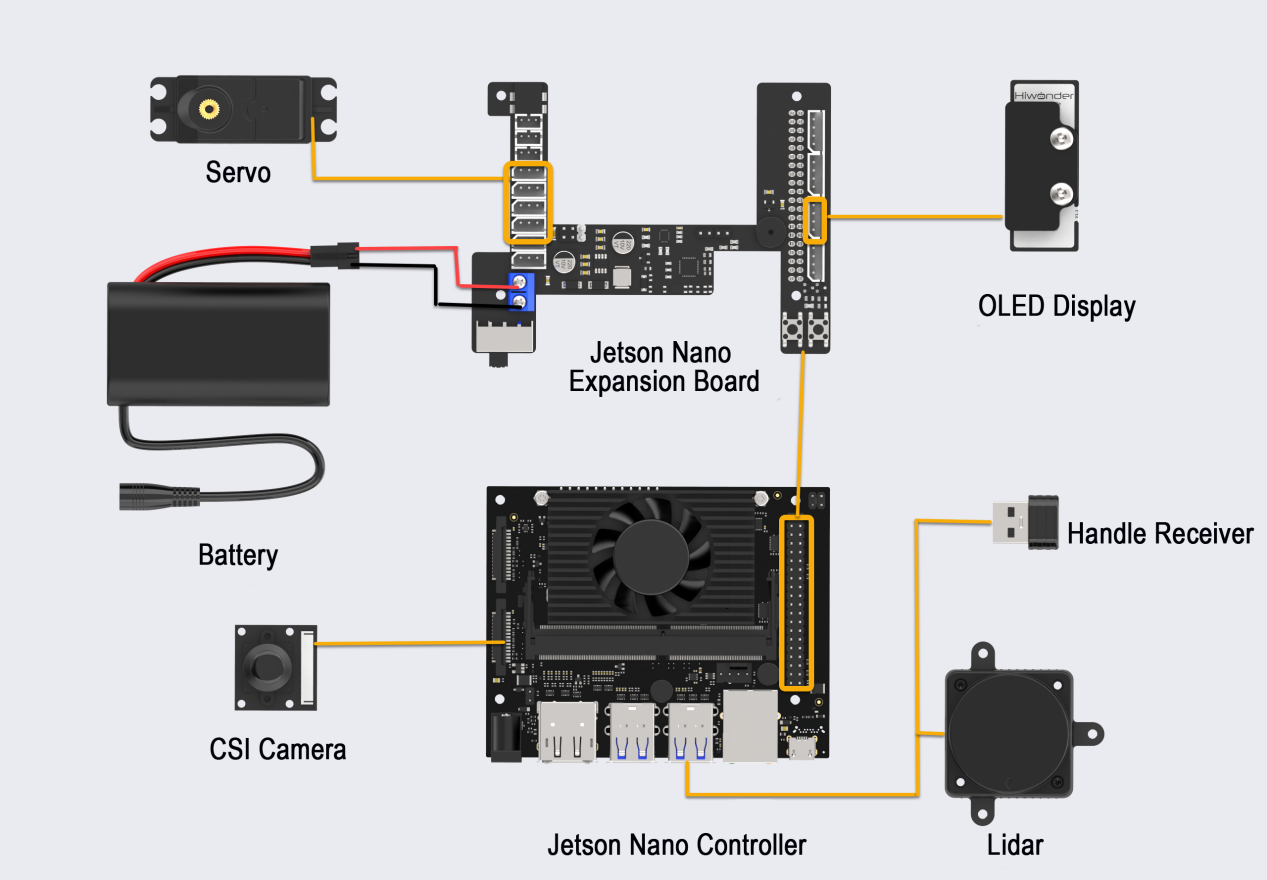 Hiwonder
Servo
OLED Display
Jetson Nano
Expansion Board
Handle Receiver
Battery
CSI Camera
Jetson Nano Controller
Lidar